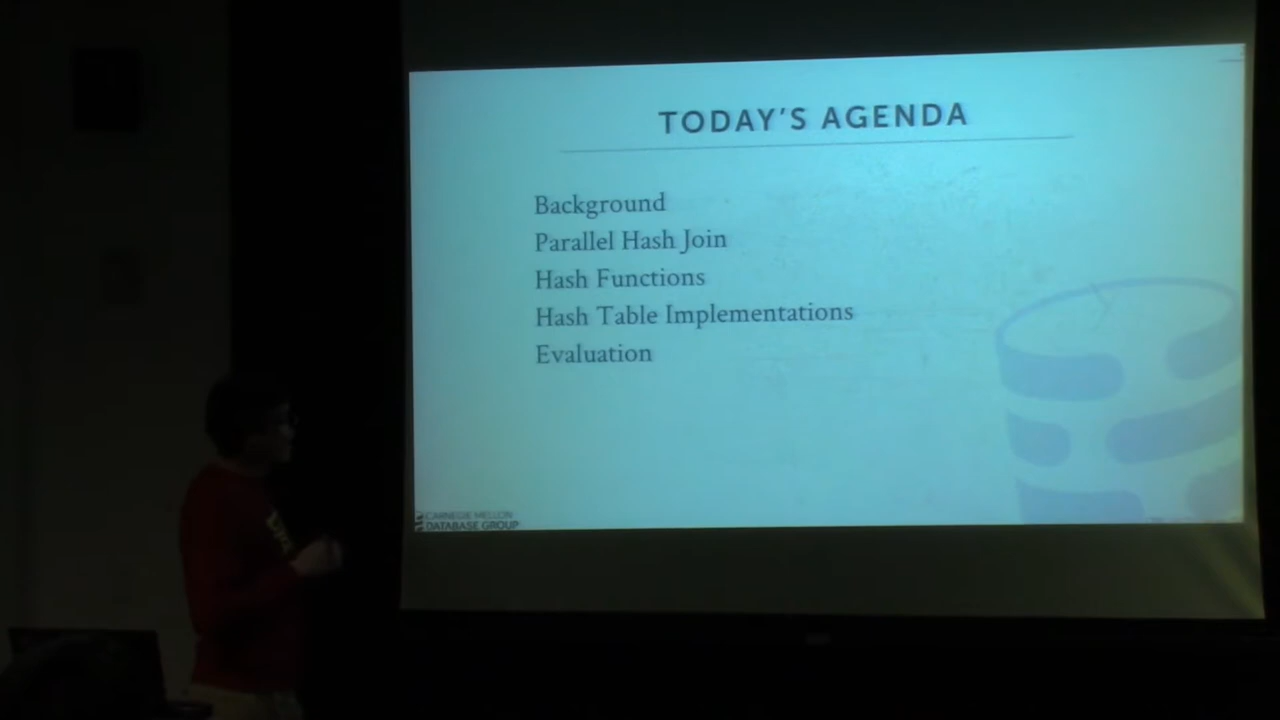 TODAY'S AGENDA
Background
Parallel Hash Join
Hash Functions
Hash Table Implementations
Evaluation
CARNEGIE MELLON
DATABASE GROUP